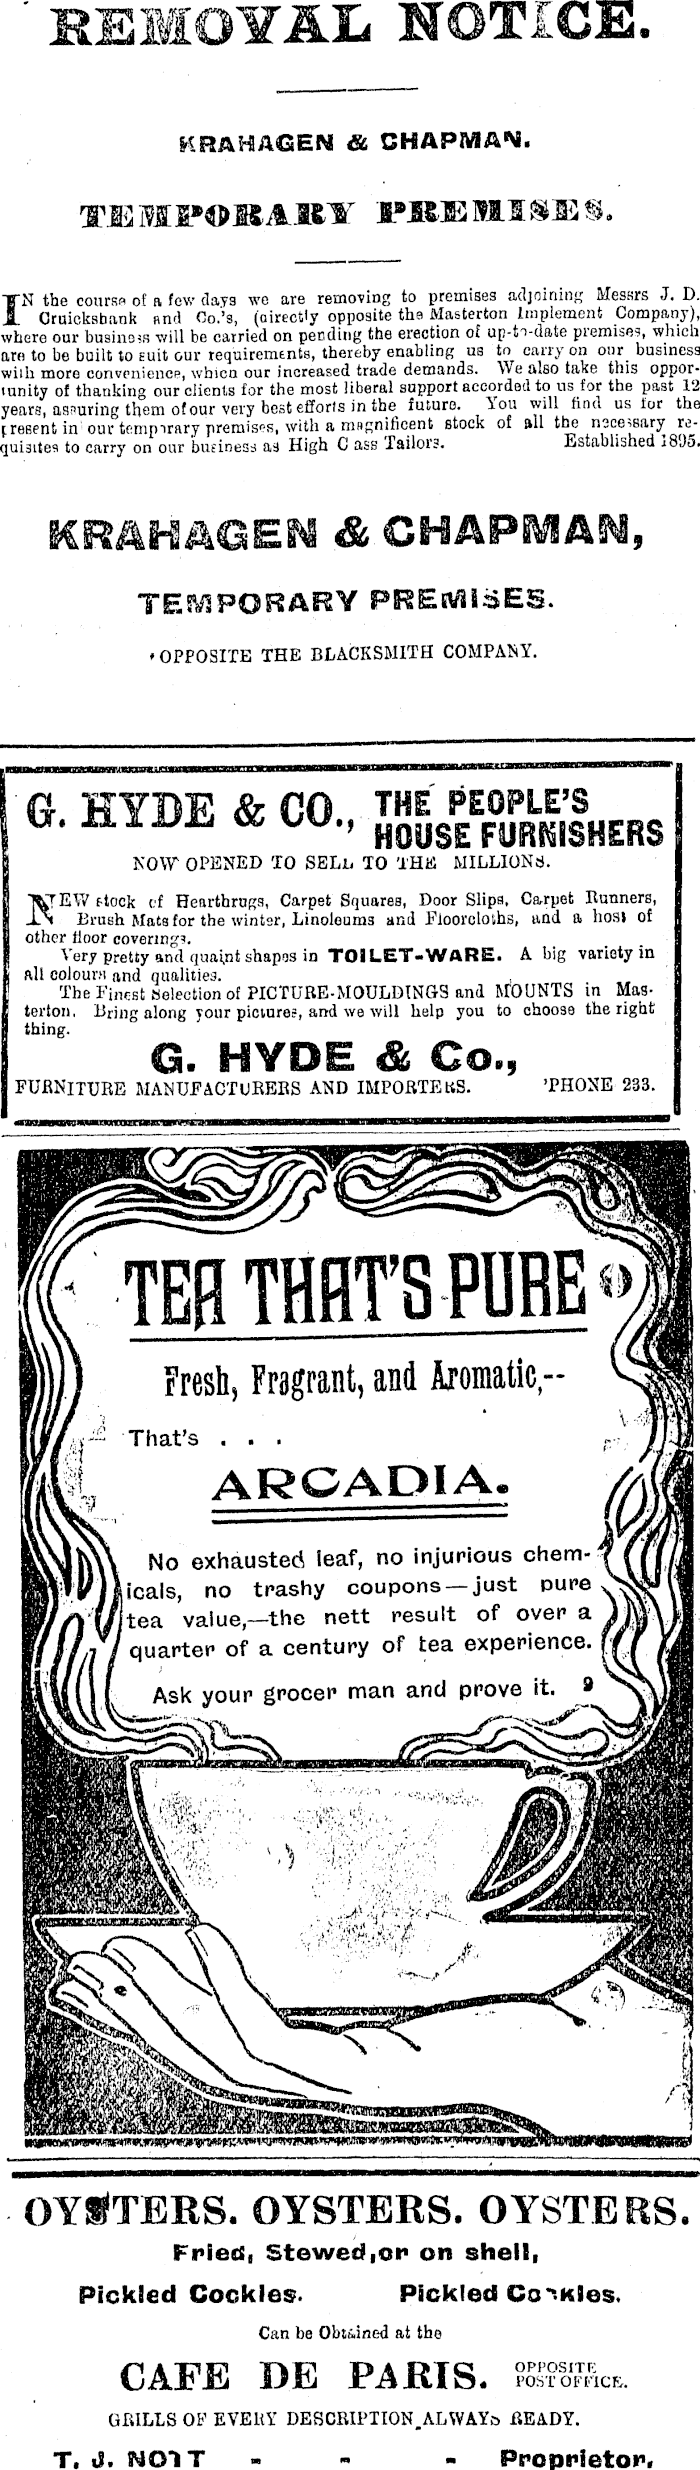 REMOVAL NOTICE.
KRAHAGEN & CHAPMAN.
TEMPORARY PREMISES.
IN the course of a few days we are removing to premises adjoining Messrs J. D.
Cruickshank and Co.'s, (directly opposite the Masterton Implement Company),
where our business will be carried on pending the erection of up-to-date premises, which
are to be built to suit our requirements, thereby enabling us to carry on our business
with more convenience, which our increased trade demands. We also take this oppor-
tunity of thanking our clients for the most liberal support accorded to us for the past 12
years, assuring them of our very best efforts in the future. You will find us for the
present in our temporary premises, with a magnificent stock of all the necessary re-
quisites to carry on our business as High Class Tailors. Established 1895.
KRAHAGEN & CHAPMAN,
TEMPORARY PREMISES.
OPPOSITE THE BLACKSMITH COMPANY.
G. HYDE & CO., THE PEOPLE'S
HOUSE FURNISHERS
NOW OPENED TO SELL TO THE MILLIONS.
NEW stock of Hearthrugs, Carpet Squares, Door Slips, Carpet Runners,
Brush Mats for the winter, Linoleums and Floorcloths, and a host of
other floor coverings.
Very pretty and quaint shapes in TOILET-WARE. A big variety in
all colours and qualities.
The Finest Selection of PICTURE-MOULDINGS and MOUNTS in Mas-
terton. Bring along your pictures, and we will help you to choose the right
thing.
G. HYDE & Co.,
FURNITURE MANUFACTURERS AND IMPORTERS. 'PHONE 233.
TEA THAT'S PURE
Fresh, Fragrant, and Aromatic,--
That's . . .
ARCADIA.
No exhausted leaf, no injurious chem-
icals, no trashy coupons—just pure
tea value,—the nett result of over a
quarter of a century of tea experience.
Ask your grocer man and prove it. 9
OYSTERS. OYSTERS. OYSTERS.
Fried, Stewed, or on shell,
Pickled Cockles. Pickled Cockles.
Can be Obtained at the
CAFE DE PARIS. OPPOSITE
POST OFFICE.
GRILLS OF EVERY DESCRIPTION ALWAYS READY.
T. J. NOTT - - - Proprietor,